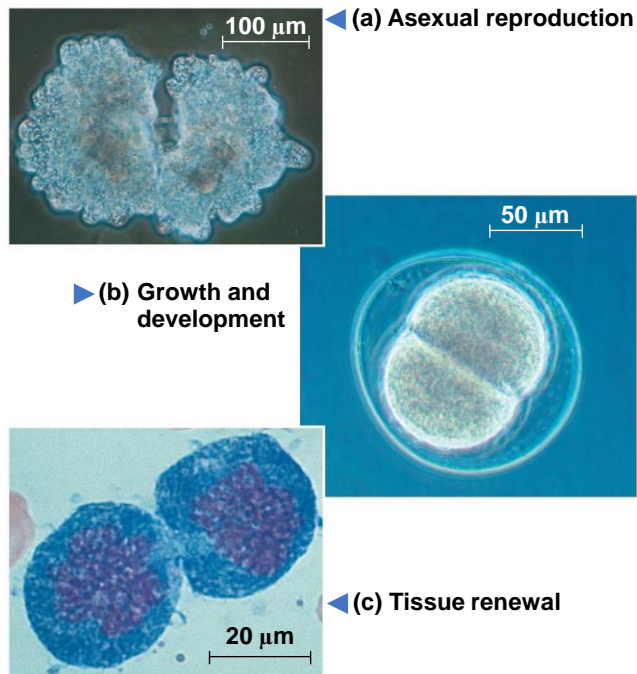 100 µm
(a) Asexual reproduction
50 µm
(b) Growth and
development
(c) Tissue renewal
20 µm